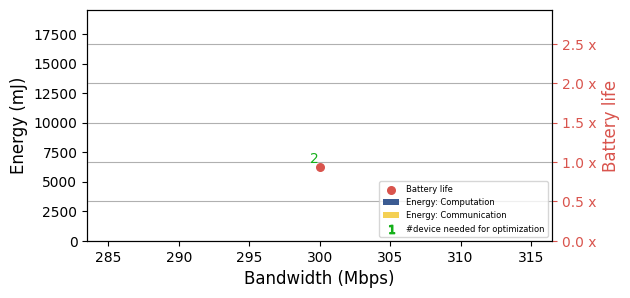 17500
15000
12500
10000
7500
5000
2500
0
Energy (mJ)
2
2.5 x
2.0 x
1.5 x
1.0 x
0.5 x
0.0 x
Battery life
Battery life
Energy: Computation
Energy: Communication
1 #device needed for optimization
285 290 295 300 305 310 315
Bandwidth (Mbps)